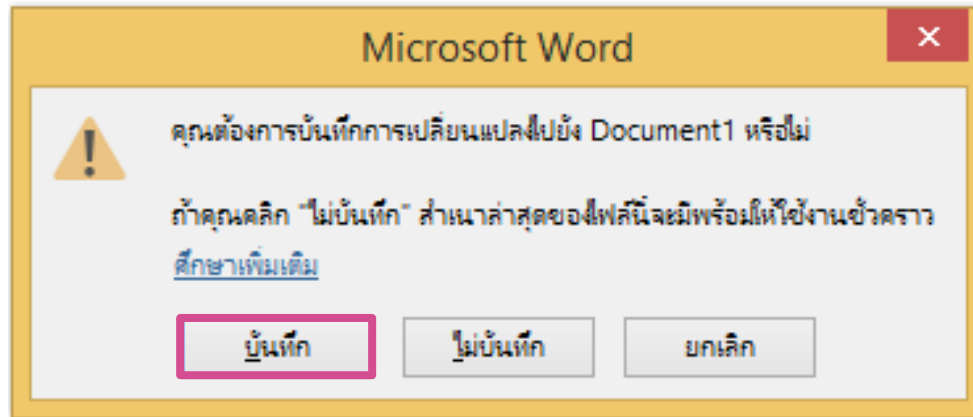 Microsoft Word
คุณต้องการบันทึกการเปลี่ยนแปลงไปยัง Document1 หรือไม่
ถ้าคุณคลิก "ไม่บันทึก" สำเนาล่าสุดของไฟล์นี้จะมีพร้อมให้ใช้งานชั่วคราว
ศึกษาเพิ่มเติม
บันทึก
ไม่บันทึก
ยกเลิก